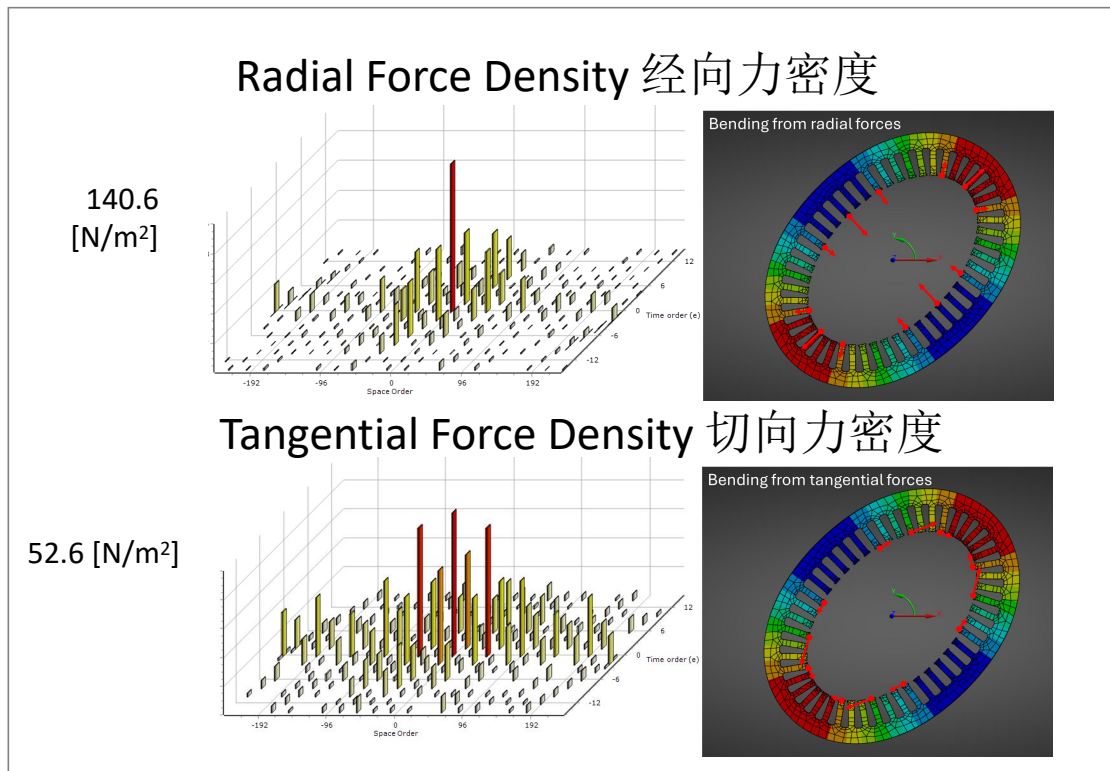 Radial Force Density 经向力密度
140.6
[N/m²]
12
6
0
Time order (e)
-6
-12
-192
-96
0
96
192
Space Order
Bending from radial forces
Tangential Force Density 切向力密度
52.6 [N/m²]
12
6
0
Time order (e)
-6
-12
-192
-96
0
96
192
Space Order
Bending from tangential forces